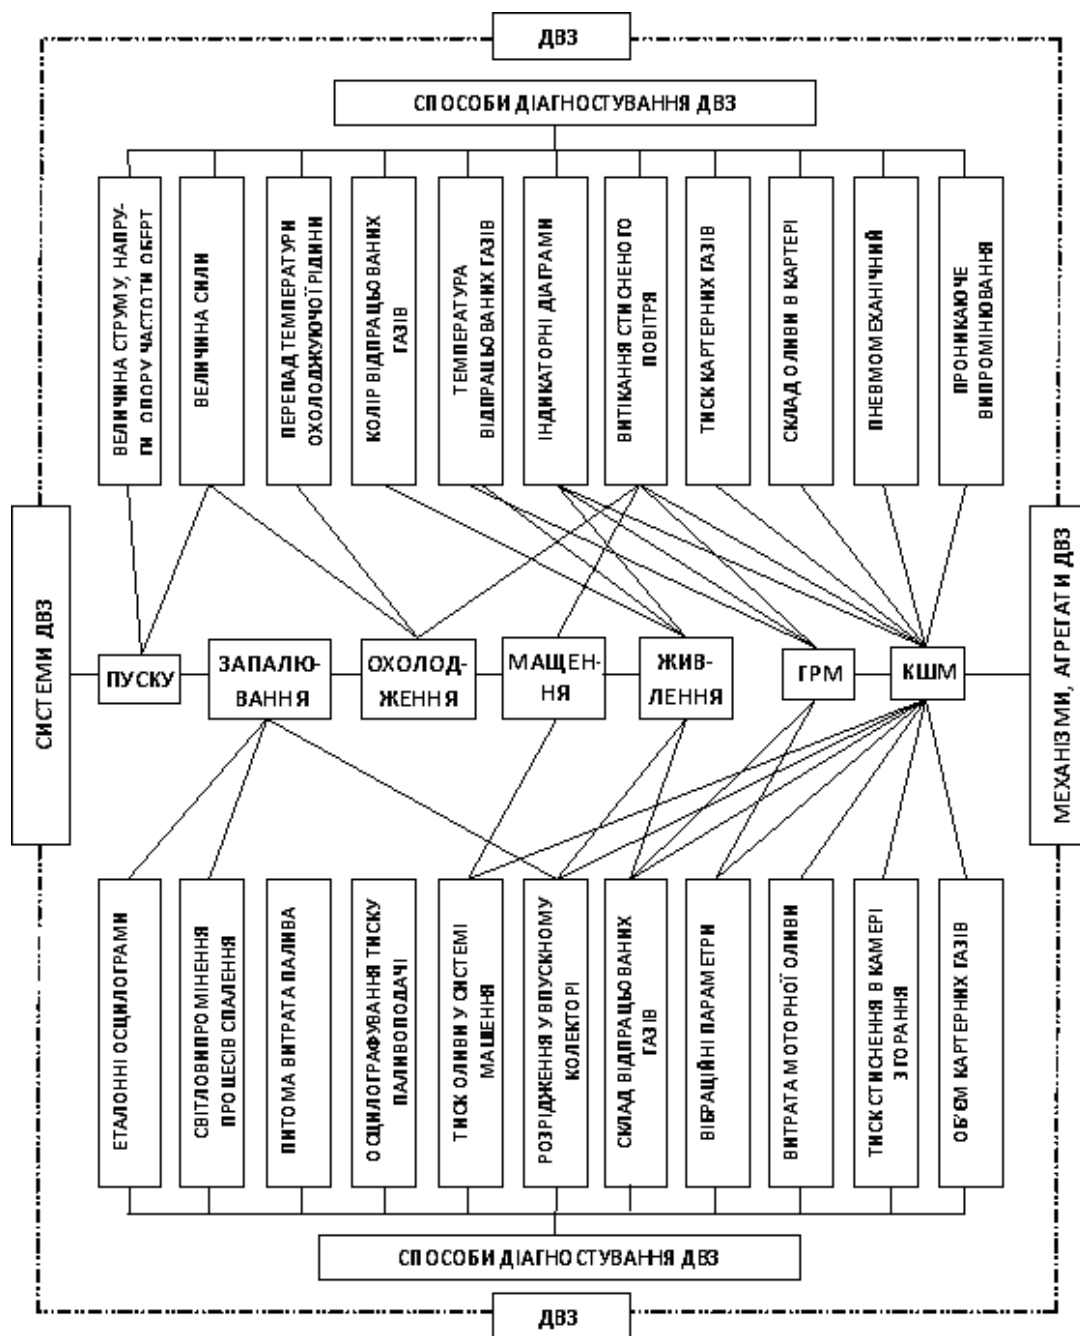 ДВЗ
СПОСОБИ ДІАГНОСТУВАННЯ ДВЗ
ВЕЛИЧИНА СТРУМУ, НАПРУ-
ГИ ОПОРУ ЧАСТОТИ ОБЕРТ
ВЕЛИЧИНА СИЛИ
ПЕРЕПАД ТЕМПЕРАТУРИ
ОХОЛОДЖУЮЧОЇ РІДИНИ
КОЛІР ВІДПРАЦЬОВАНИХ
ГАЗІВ
ТЕМПЕРАТУРА
ВІДПРАЦЬОВАНИХ ГАЗІВ
ІНДИКАТОРНІ ДІАГРАМИ
ВИТІКАННЯ СТИСНЕНОГО
ПОВІТРЯ
ТИСК КАРТЕРНИХ ГАЗІВ
СКЛАД ОЛИВИ В КАРТЕРІ
ПНЕВМОМЕХАНІЧНИЙ
ПРОНИКАЮЧЕ
ВИПРОМІНЮВАННЯ
СИСТЕМИ ДВЗ
ПУСКУ
ЗАПАЛЮ-
ВАННЯ
ОХОЛОД-
ЖЕННЯ
МАЩЕН-
НЯ
ЖИВ-
ЛЕННЯ
ГРМ
КШМ
МЕХАНІЗМИ, АГРЕГАТИ ДВЗ
ЕТАЛОННІ ОСЦИЛОГРАМИ
СВІТЛОВИПРОМІНЕННЯ
ПРОЦЕСІВ СПАЛЕННЯ
ПИТОМА ВИТРАТА ПАЛИВА
ОСЦИЛОГРАФУВАННЯ ТИСКУ
ПАЛИВОПОДАЧІ
ТИСК ОЛИВИ У СИСТЕМІ
МАЩЕННЯ
РОЗРІДЖЕННЯ У ВПУСКНОМУ
КОЛЕКТОРІ
СКЛАД ВІДПРАЦЬОВАНИХ
ГАЗІВ
ВІБРАЦІЙНІ ПАРАМЕТРИ
ВИТРАТА МОТОРНОЇ ОЛИВИ
ТИСК СТИСНЕННЯ В КАМЕРІ
ЗГОРАННЯ
ОБ'ЄМ КАРТЕРНИХ ГАЗІВ
СПОСОБИ ДІАГНОСТУВАННЯ ДВЗ
ДВЗ